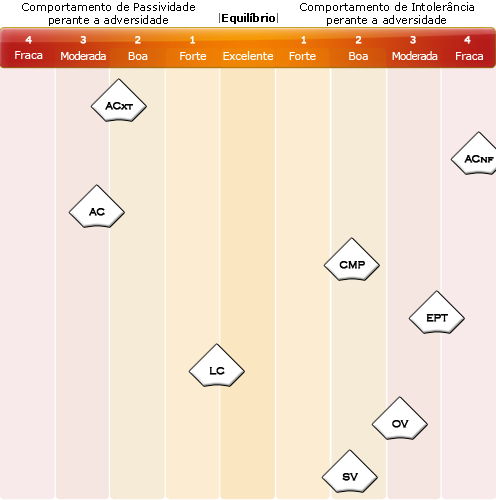 Comportamento de Passividade
perante a adversidade
|Equilíbrio|
Comportamento de Intolerância
perante a adversidade
4 3 2 1 1 2 3 4
Fraca Moderada Boa Forte Excelente Forte Boa Moderada Fraca
ACXT
ACNF
AC
CMP
EPT
LC
OV
SV